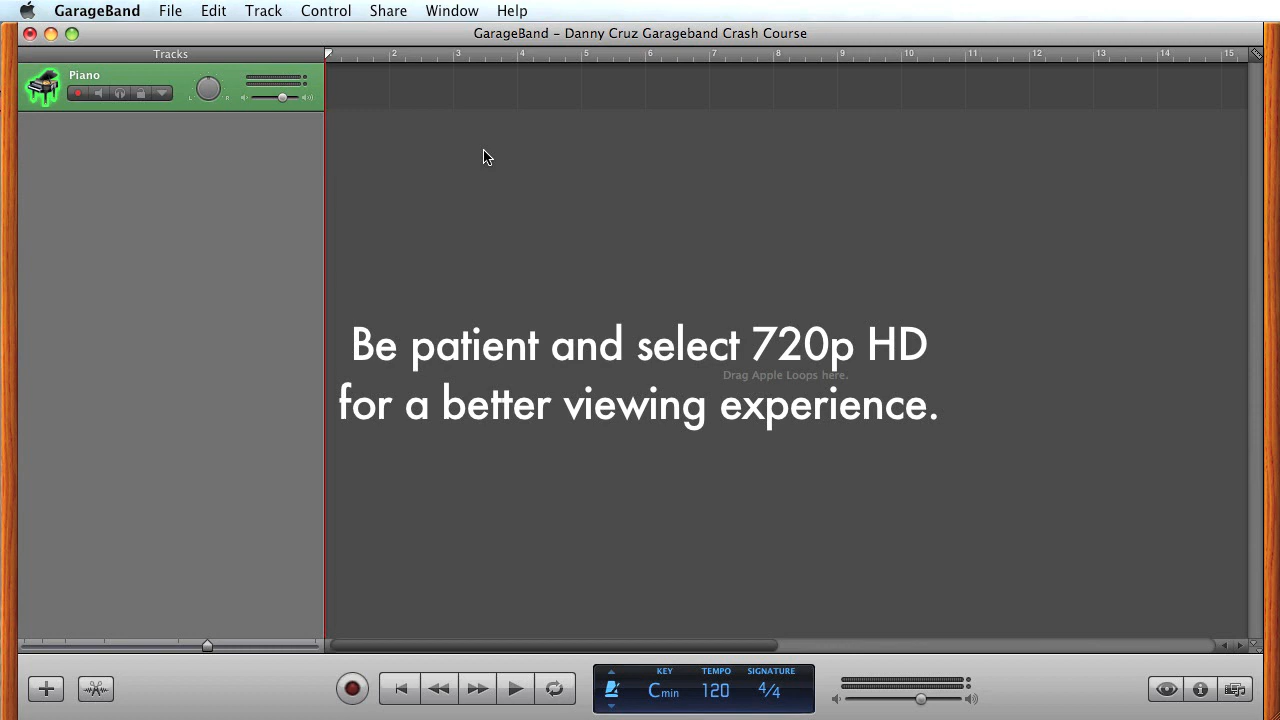 GarageBand File Edit Track Control Share Window Help
GarageBand – Danny Cruz Garageband Crash Course
Tracks
2 3 4 5 6 7 8 9 10 11 12 13 14 15
Piano
L R
Be patient and select 720p HD
Drag Apple Loops here.
for a better viewing experience.
KEY TEMPO SIGNATURE
Cmin 120 4/4